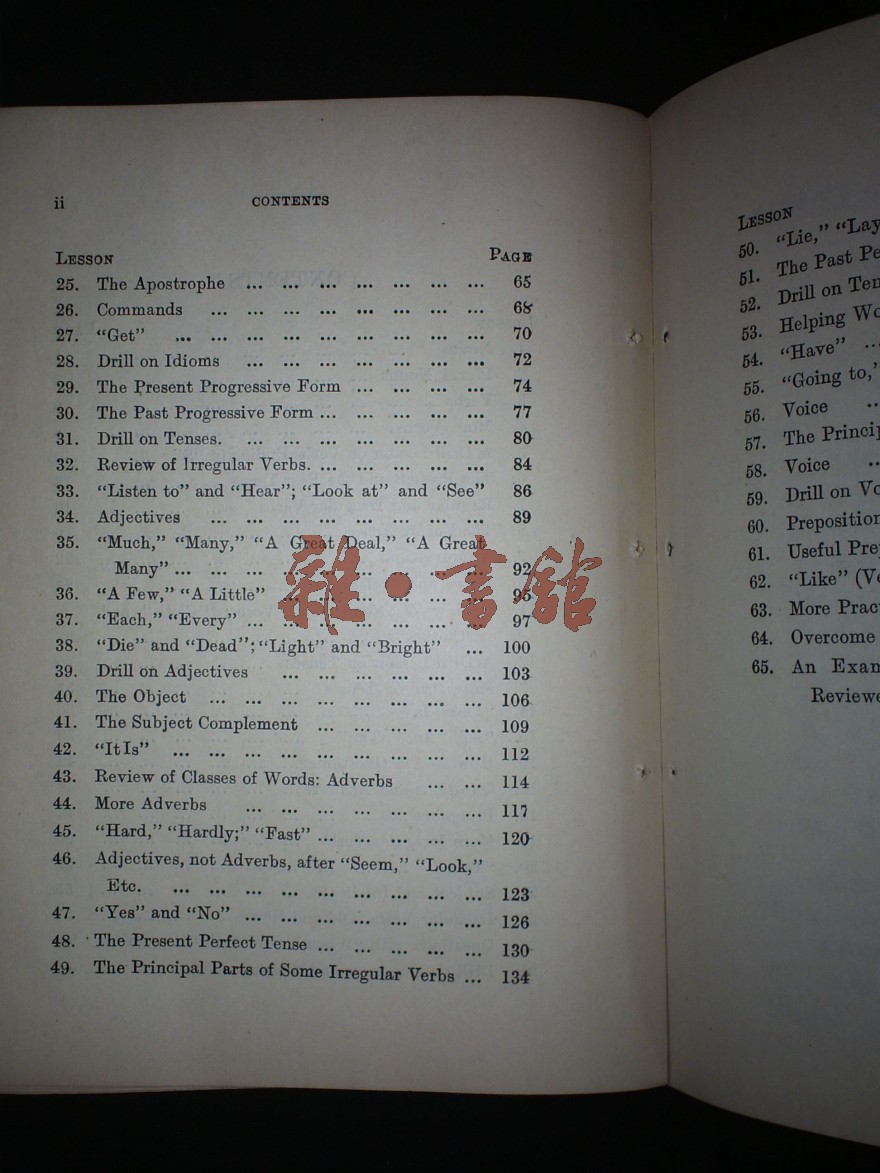 ii CONTENTS
LESSON PAGE
25. The Apostrophe ... ... ... ... ... ... ... 65
26. Commands ... ... ... ... ... ... ... ... 68
27. “Get” ... ... ... ... ... ... ... ... ... 70
28. Drill on Idioms ... ... ... ... ... ... ... 72
29. The Present Progressive Form ... ... ... ... 74
30. The Past Progressive Form ... ... ... ... ... 77
31. Drill on Tenses. ... ... ... ... ... ... ... 80
32. Review of Irregular Verbs. ... ... ... ... ... 84
33. “Listen to” and “Hear”; “Look at” and “See” 86
34. Adjectives ... ... ... ... ... ... ... ... 89
35. “Much,” “Many,” “A Great Deal,” “A Great
Many” ... ... ... ... ... ... ... ... ... 92
36. “A Few,” “A Little” ... ... ... ... ... ... 95
37. “Each,” “Every” ... ... ... ... ... ... ... 97
38. “Die” and “Dead”; “Light” and “Bright” ... 100
39. Drill on Adjectives ... ... ... ... ... ... 103
40. The Object ... ... ... ... ... ... ... ... 106
41. The Subject Complement ... ... ... ... ... 109
42. “It Is” ... ... ... ... ... ... ... ... ... 112
43. Review of Classes of Words: Adverbs ... ... 114
44. More Adverbs ... ... ... ... ... ... ... 117
45. “Hard,” “Hardly;” “Fast” ... ... ... ... ... 120
46. Adjectives, not Adverbs, after “Seem,” “Look,”
Etc. ... ... ... ... ... ... ... ... ... 123
47. “Yes” and “No” ... ... ... ... ... ... ... 126
48. The Present Perfect Tense ... ... ... ... ... 130
49. The Principal Parts of Some Irregular Verbs ... 134
雜·書舘
LESSON
50. “Lie,” “Lay
51. The Past Pe
52. Drill on Ten
53. Helping Wo
54. “Have” ...
55. “Going to,”
56. Voice ..
57. The Princip
58. Voice ..
59. Drill on Vo
60. Preposition
61. Useful Prep
62. “Like” (Ve
63. More Prac
64. Overcome
65. An Exam
Reviewe